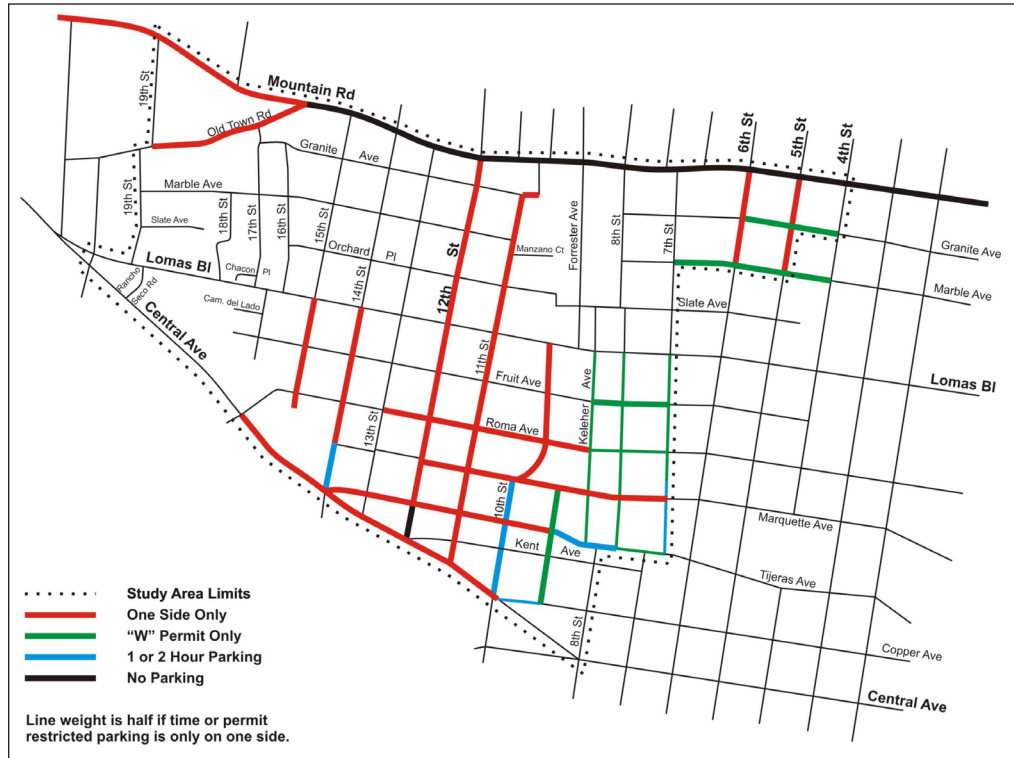 Mountain Rd
19th St
Old Town Rd
Granite Ave
6th St
5th St
4th St
Marble Ave
19th St
Slate Ave
18th St
17th St
16th St
15th St
Orchard Pl
14th St
12th St
Manzano Ct
Forrester Ave
8th St
7th St
Granite Ave
Marble Ave
Slate Ave
Lomas Bl
Chacon Pl
Rancho
Seco Rd
Cam. del Lado
Central Ave
11th St
Fruit Ave
Keleher Ave
Lomas Bl
13th St
Roma Ave
10th St
Kent Ave
Marquette Ave
Tijeras Ave
8th St
Copper Ave
Central Ave
Study Area Limits
One Side Only
“W” Permit Only
1 or 2 Hour Parking
No Parking
Line weight is half if time or permit
restricted parking is only on one side.